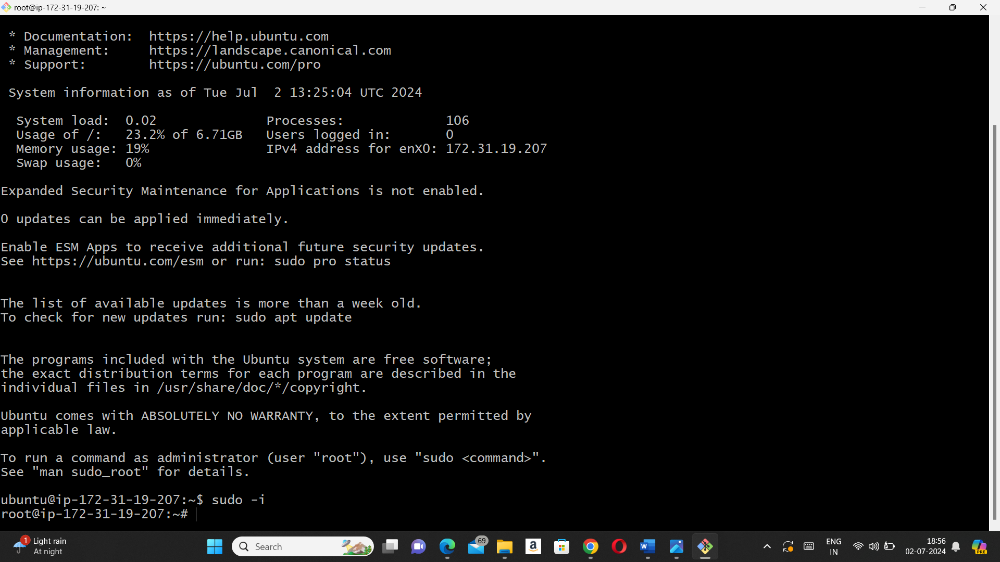 root@ip-172-31-19-207: ~
* Documentation:  https://help.ubuntu.com
* Management:     https://landscape.canonical.com
* Support:        https://ubuntu.com/pro
System information as of Tue Jul  2 13:25:04 UTC 2024
System load:  0.02              Processes:             106
Usage of /:   23.2% of 6.71GB   Users logged in:       0
Memory usage: 19%               IPv4 address for enX0: 172.31.19.207
Swap usage:   0%
Expanded Security Maintenance for Applications is not enabled.
0 updates can be applied immediately.
Enable ESM Apps to receive additional future security updates.
See https://ubuntu.com/esm or run: sudo pro status
The list of available updates is more than a week old.
To check for new updates run: sudo apt update
The programs included with the Ubuntu system are free software;
the exact distribution terms for each program are described in the
individual files in /usr/share/doc/*/copyright.
Ubuntu comes with ABSOLUTELY NO WARRANTY, to the extent permitted by
applicable law.
To run a command as administrator (user "root"), use "sudo <command>".
See "man sudo_root" for details.
ubuntu@ip-172-31-19-207:~$ sudo -i
root@ip-172-31-19-207:~#
1
Light rain
At night
Search
69
a
W
ENG
IN
18:56
02-07-2024
PRE